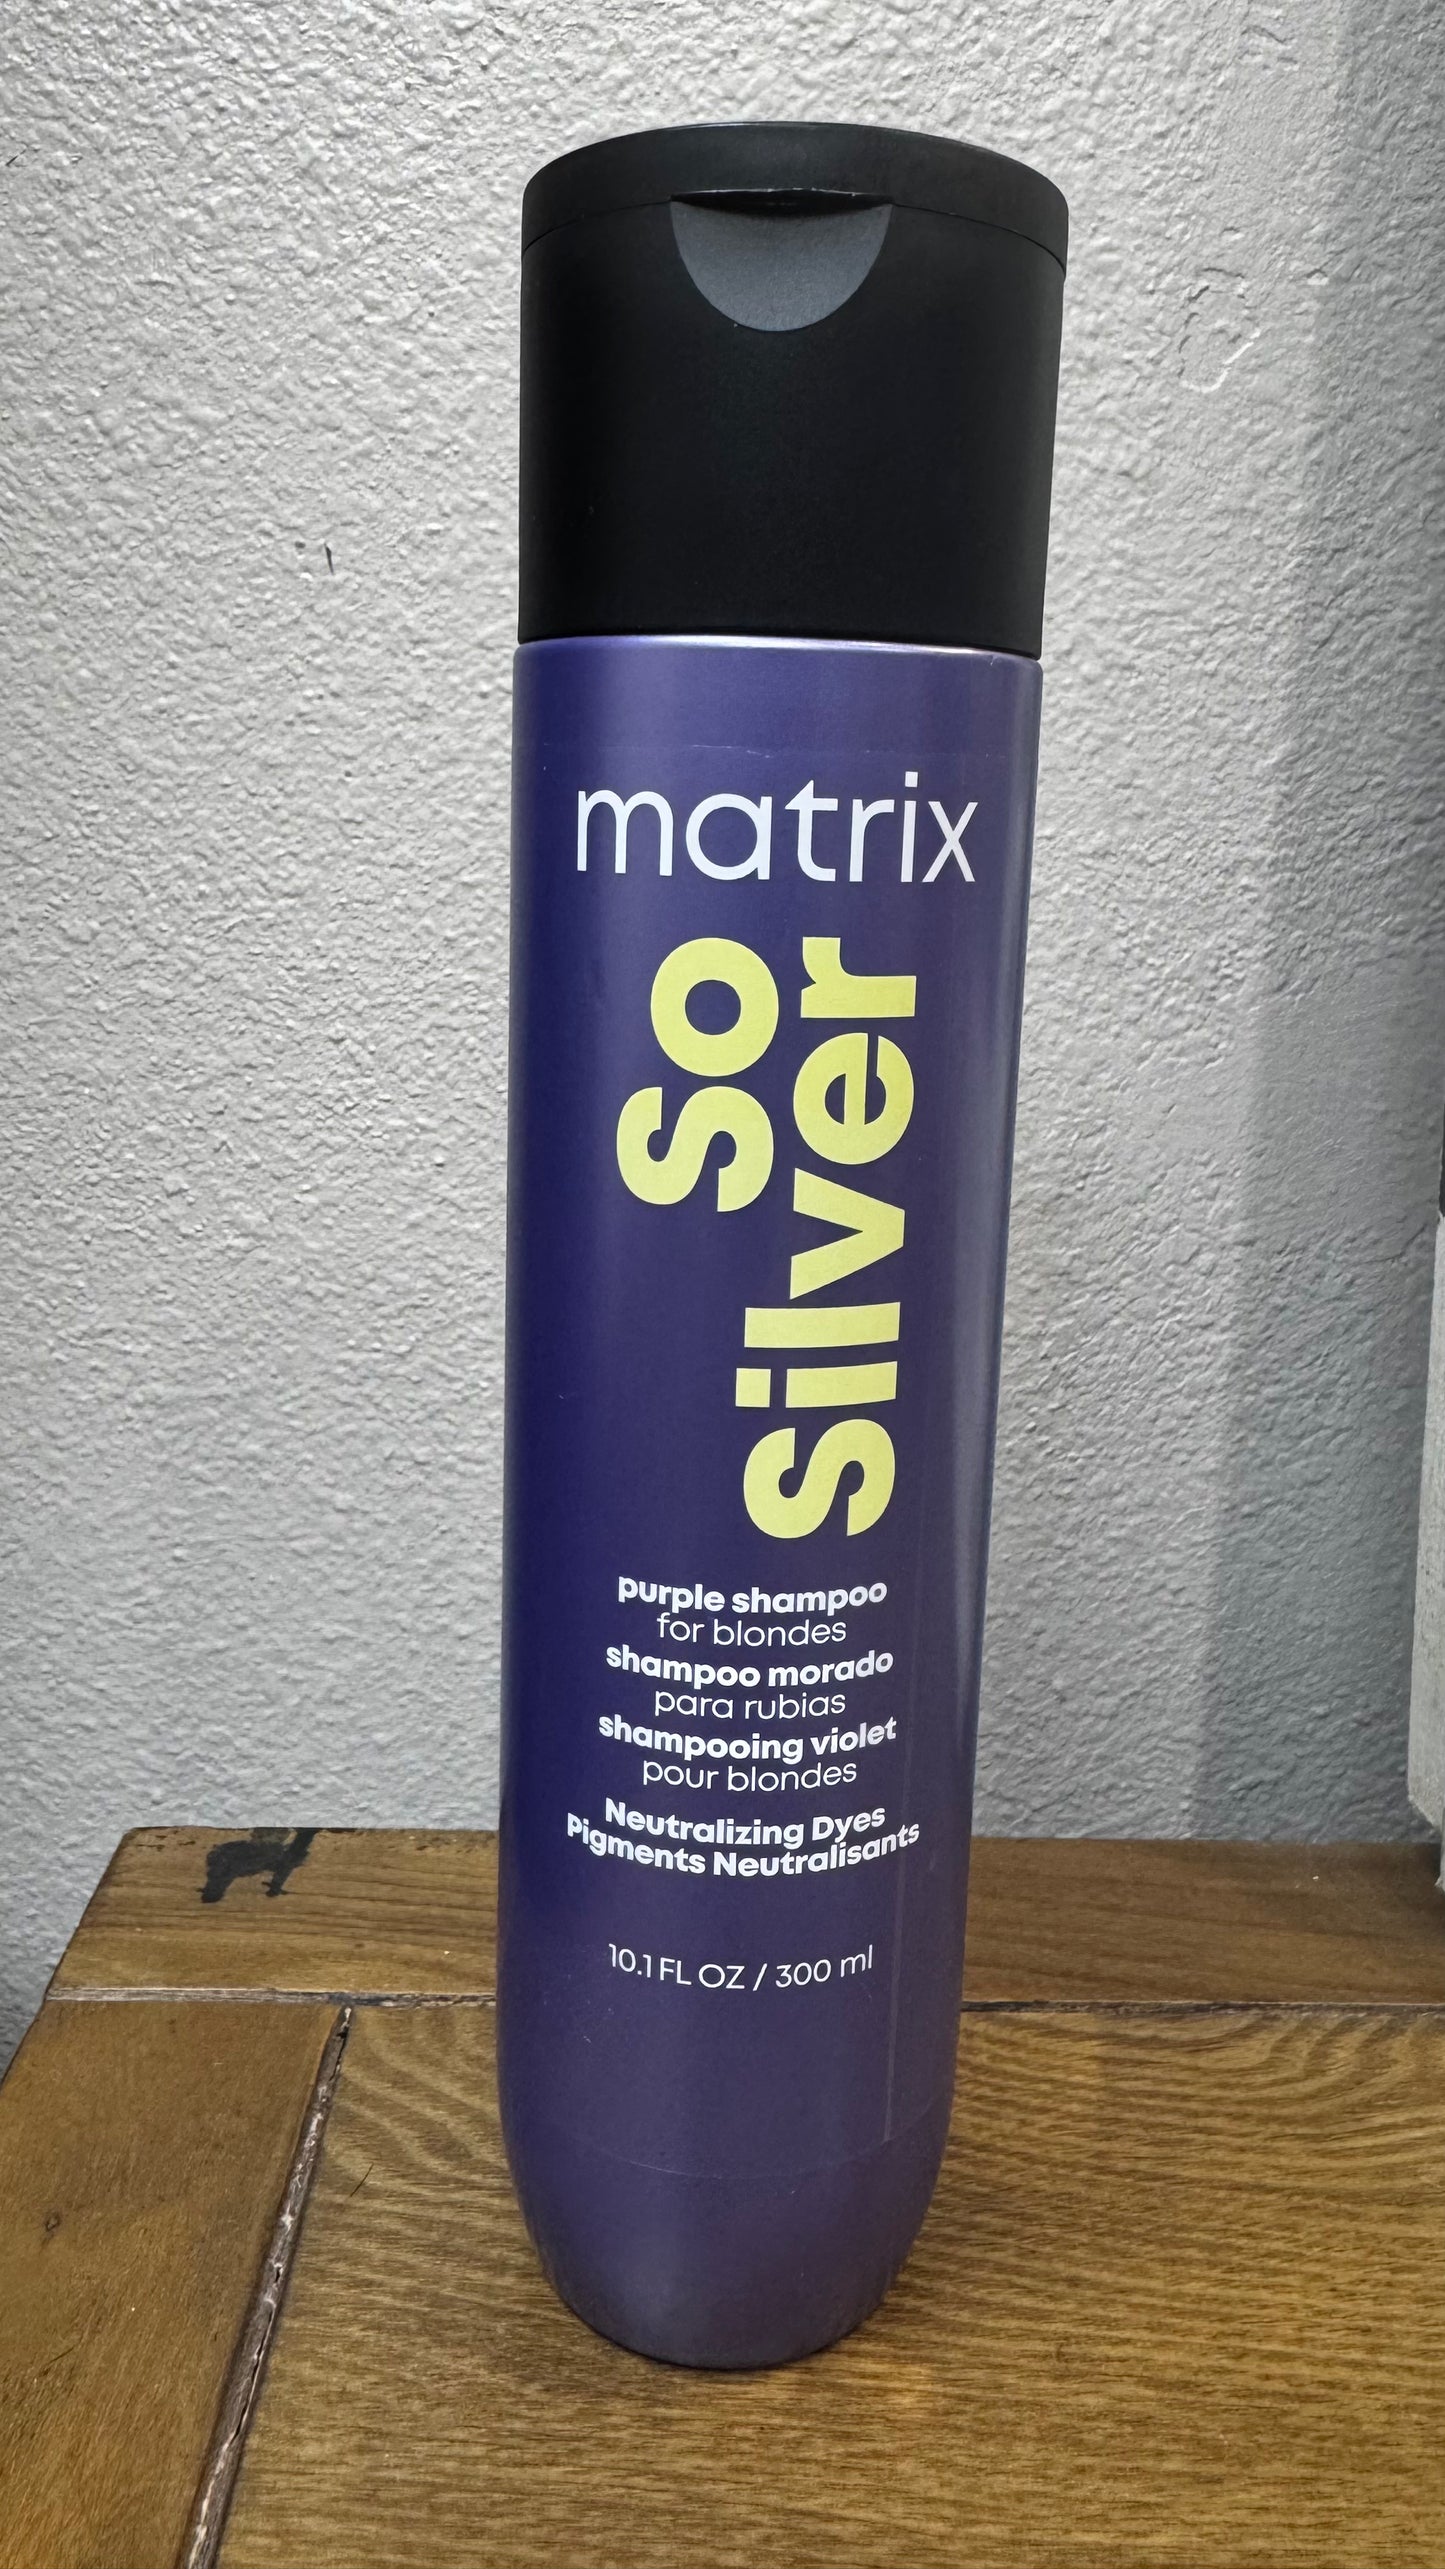 matrix
So
Silver
purple shampoo
for blondes
shampoo morado
para rubias
shampooing violet
pour blondes
Neutralizing Dyes
Pigments Neutralisants
10.1 FL OZ / 300 ml